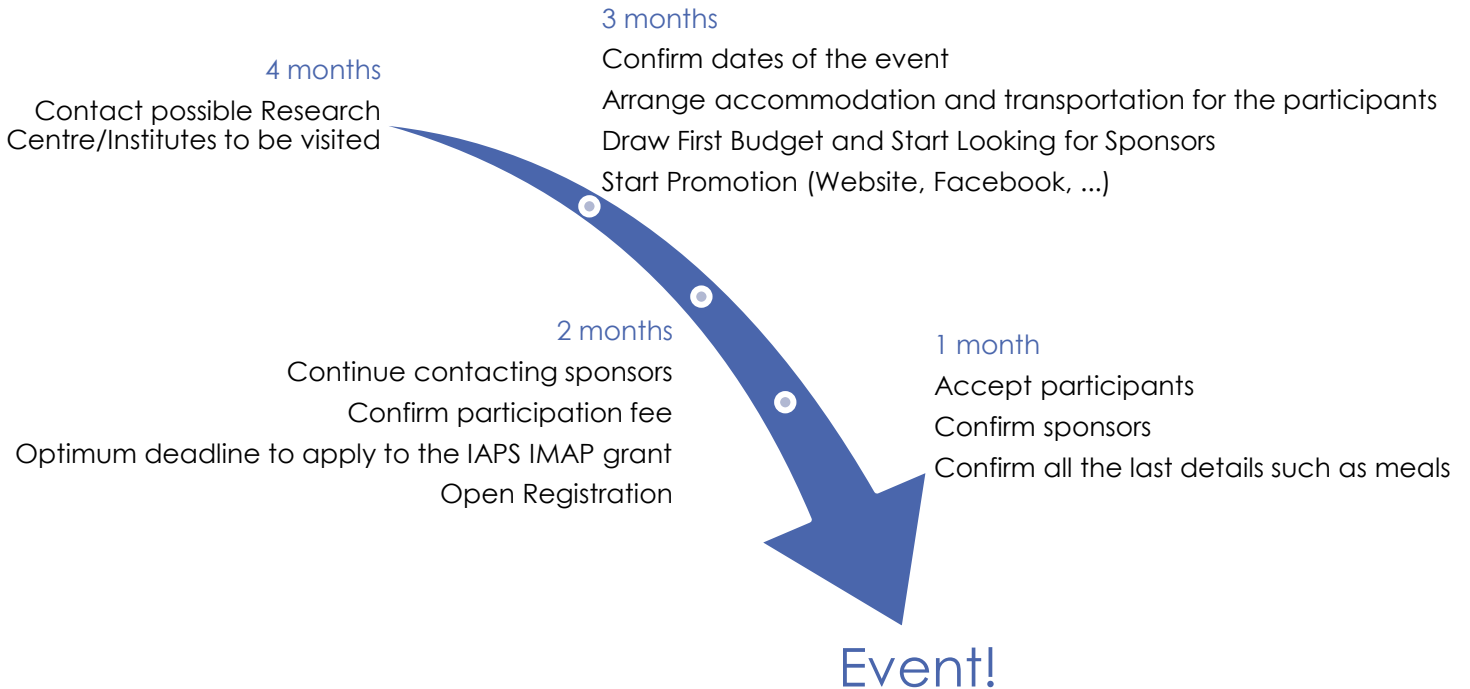 4 months
Contact possible Research
Centre/Institutes to be visited
3 months
Confirm dates of the event
Arrange accommodation and transportation for the participants
Draw First Budget and Start Looking for Sponsors
Start Promotion (Website, Facebook, ...)
2 months
Continue contacting sponsors
Confirm participation fee
Optimum deadline to apply to the IAPS IMAP grant
Open Registration
1 month
Accept participants
Confirm sponsors
Confirm all the last details such as meals
Event!